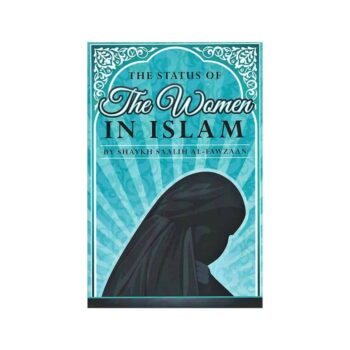 THE STATUS OF
The Women
IN ISLAM
BY SHAYKH SAALIH AL-FAWZAAN